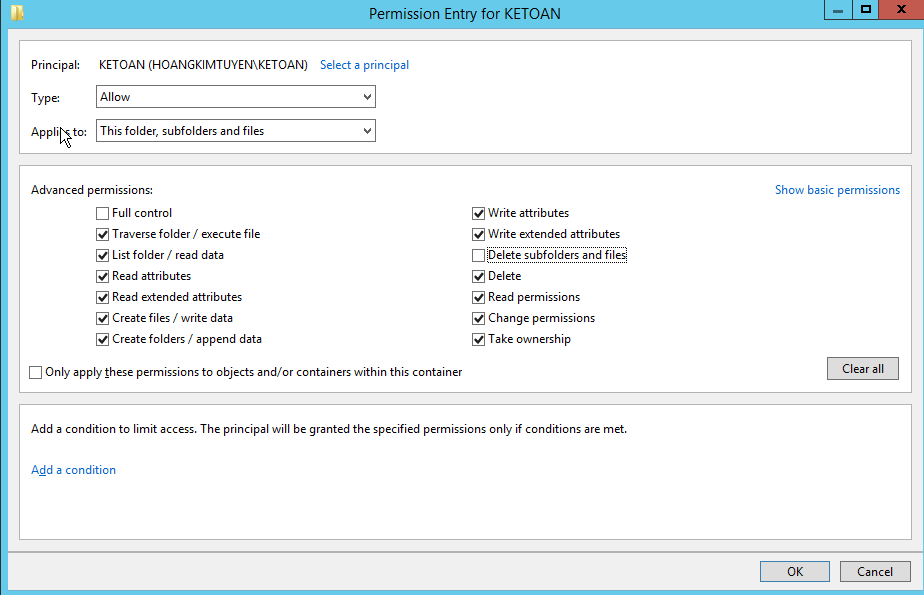 Permission Entry for KETOAN
Principal: KETOAN (HOANGKIMTUYEN\KETOAN) Select a principal
Type: Allow
Applies to: This folder, subfolders and files
Advanced permissions: Show basic permissions
Full control Write attributes
Traverse folder / execute file Write extended attributes
List folder / read data Delete subfolders and files
Read attributes Delete
Read extended attributes Read permissions
Create files / write data Change permissions
Create folders / append data Take ownership
Only apply these permissions to objects and/or containers within this container Clear all
Add a condition to limit access. The principal will be granted the specified permissions only if conditions are met.
Add a condition
OK Cancel